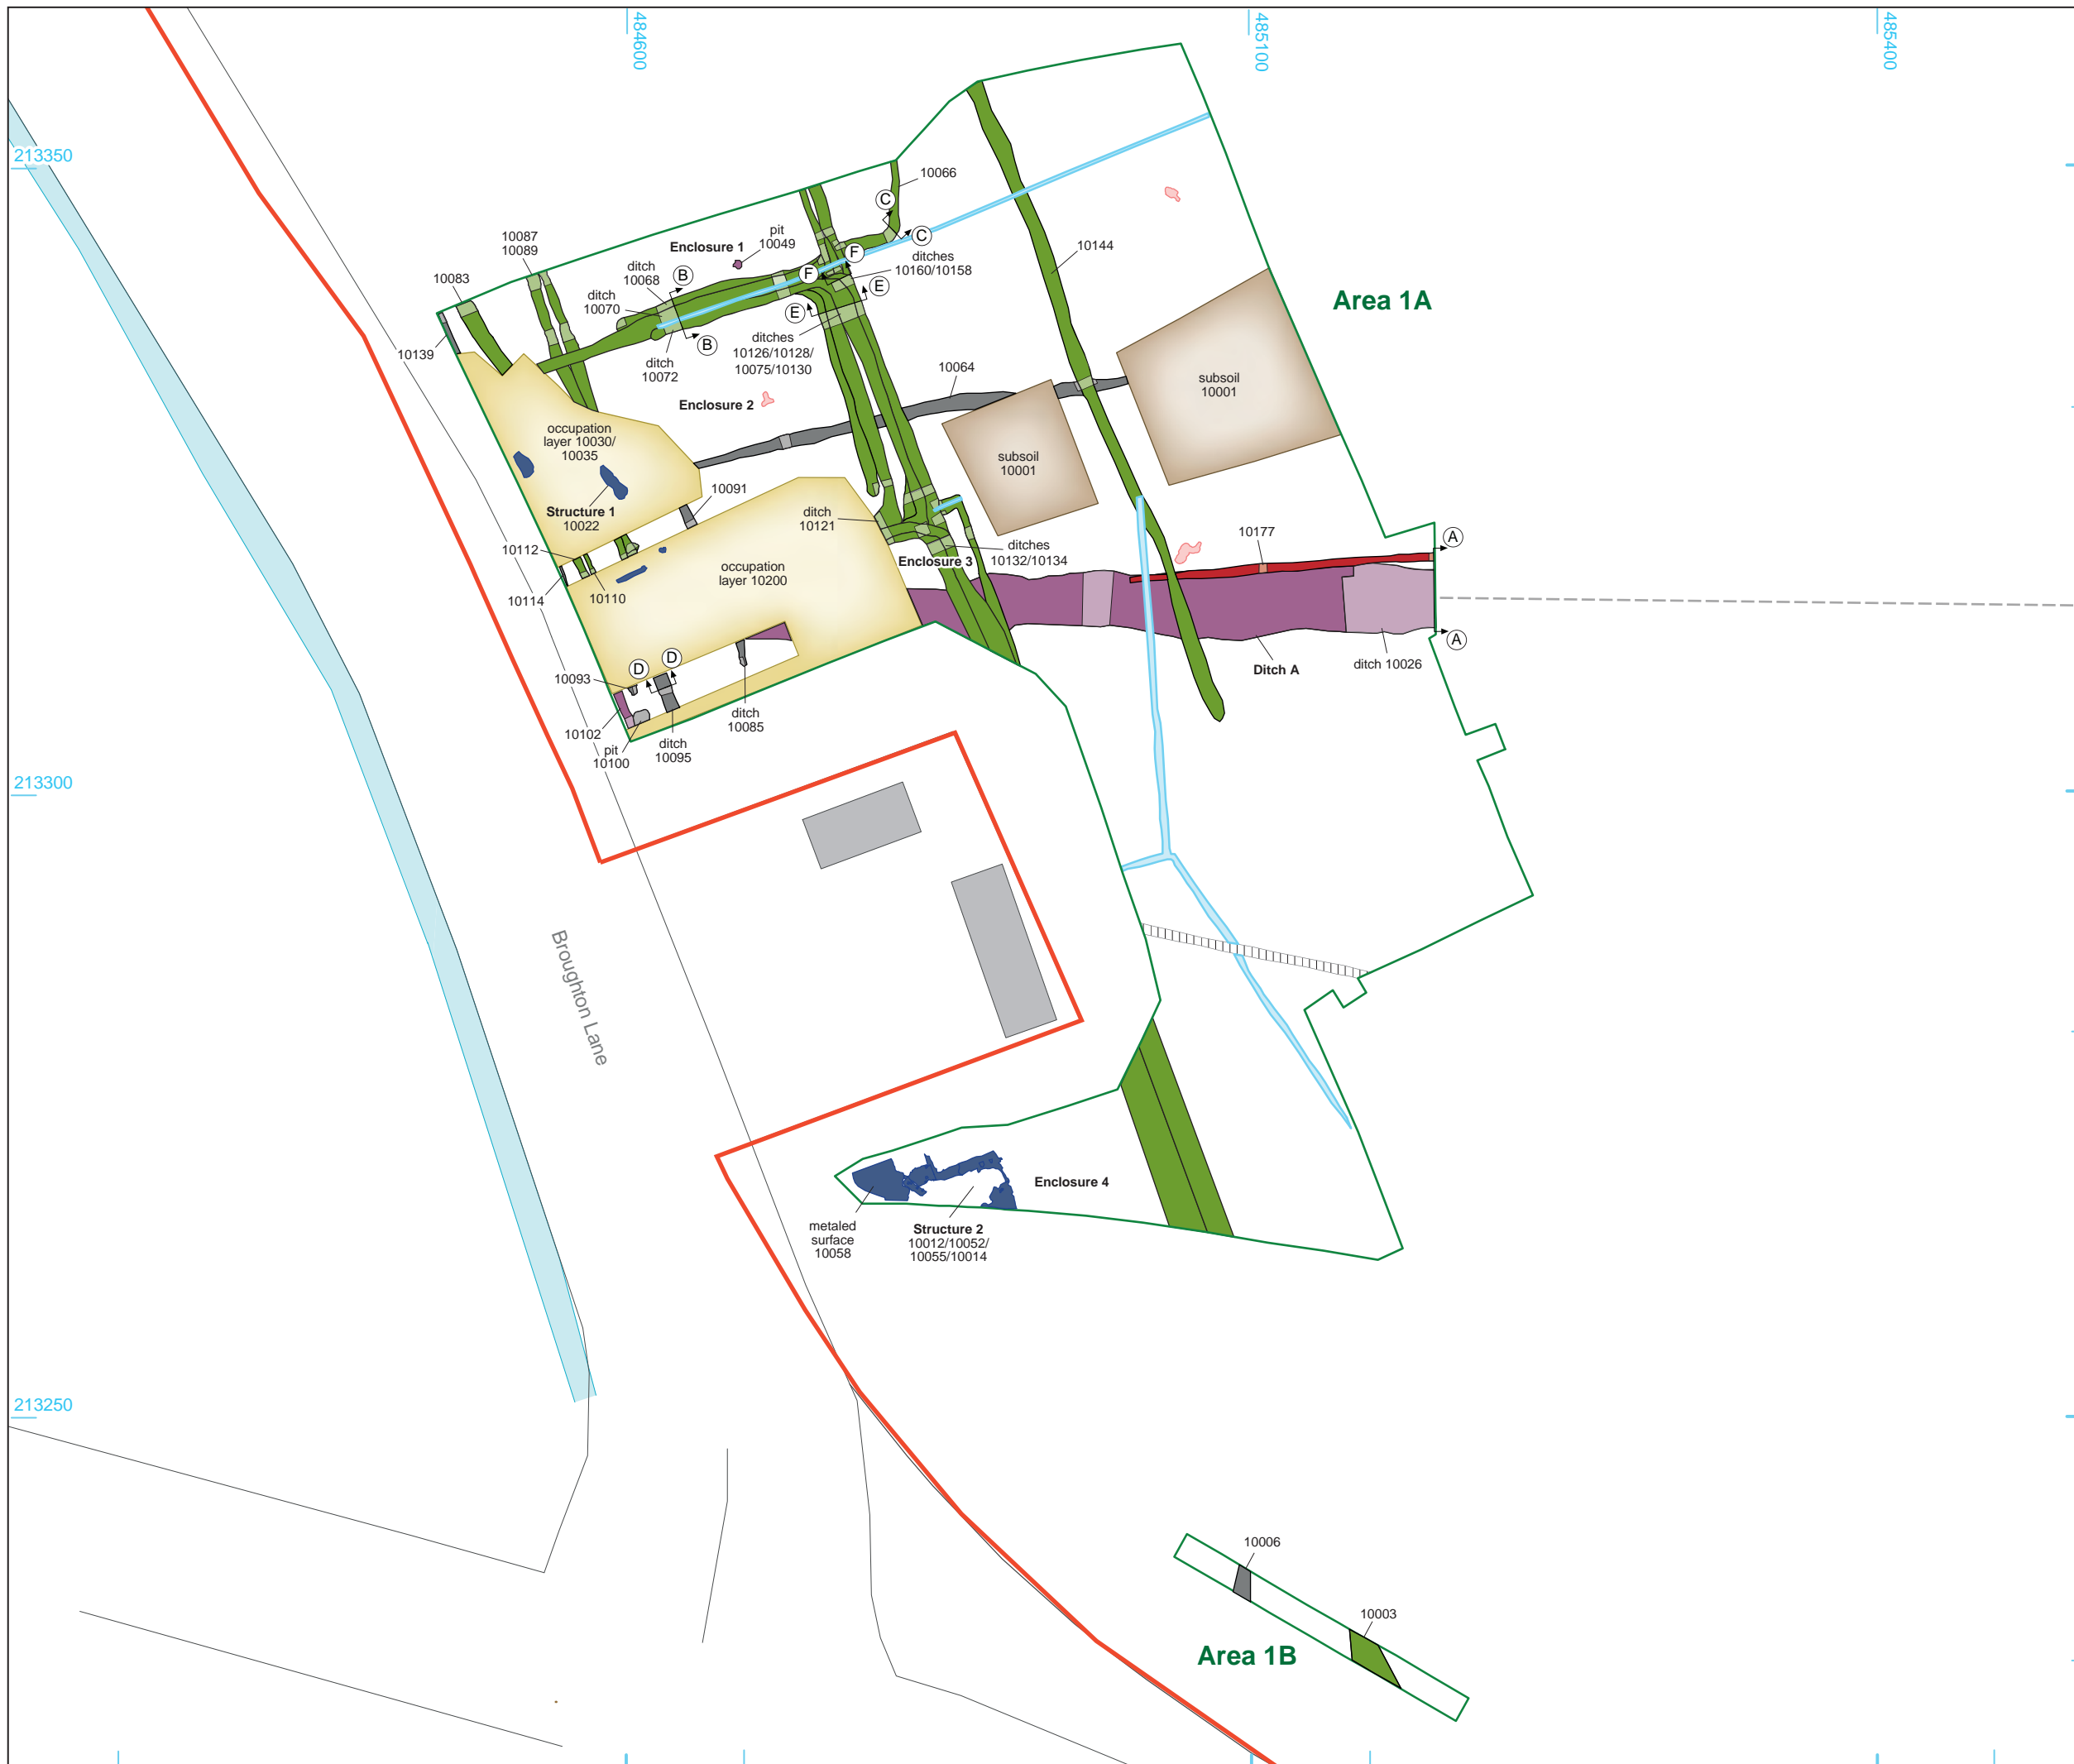 484600
485100
485400
213350
10066
10087
10089
pit
10049
Enclosure 1
C
C
10083
ditch
10068
B
F
F
ditches
10160/10158
10144
Area 1A
ditch
10070
E
E
10139
B
ditch
10072
ditches
10126/10128/
10075/10130
10064
subsoil
10001
Enclosure 2
occupation
layer 10030/
10035
subsoil
10001
10091
Structure 1
10022
ditch
10121
10112
10177
A
ditches
10132/10134
Enclosure 3
occupation
layer 10200
10114
10110
A
D
D
10093
ditch 10026
Ditch A
10102
ditch
10085
pit
10100
ditch
10095
213300
Broughton Lane
Enclosure 4
metaled
surface
10058
Structure 2
10012/10052/
10055/10014
213250
10006
10003
Area 1B